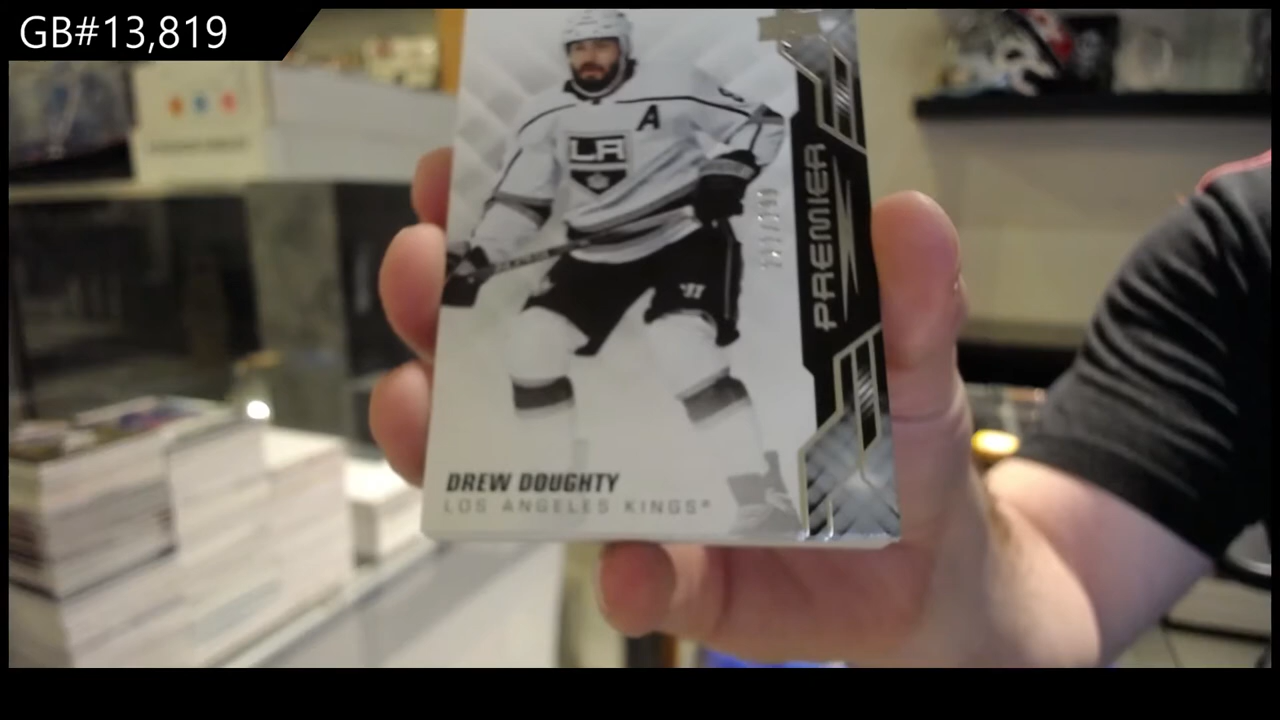 GB#13,819
A
LA
PREMIER
DREW DOUGHTY
LOS ANGELES KINGS®